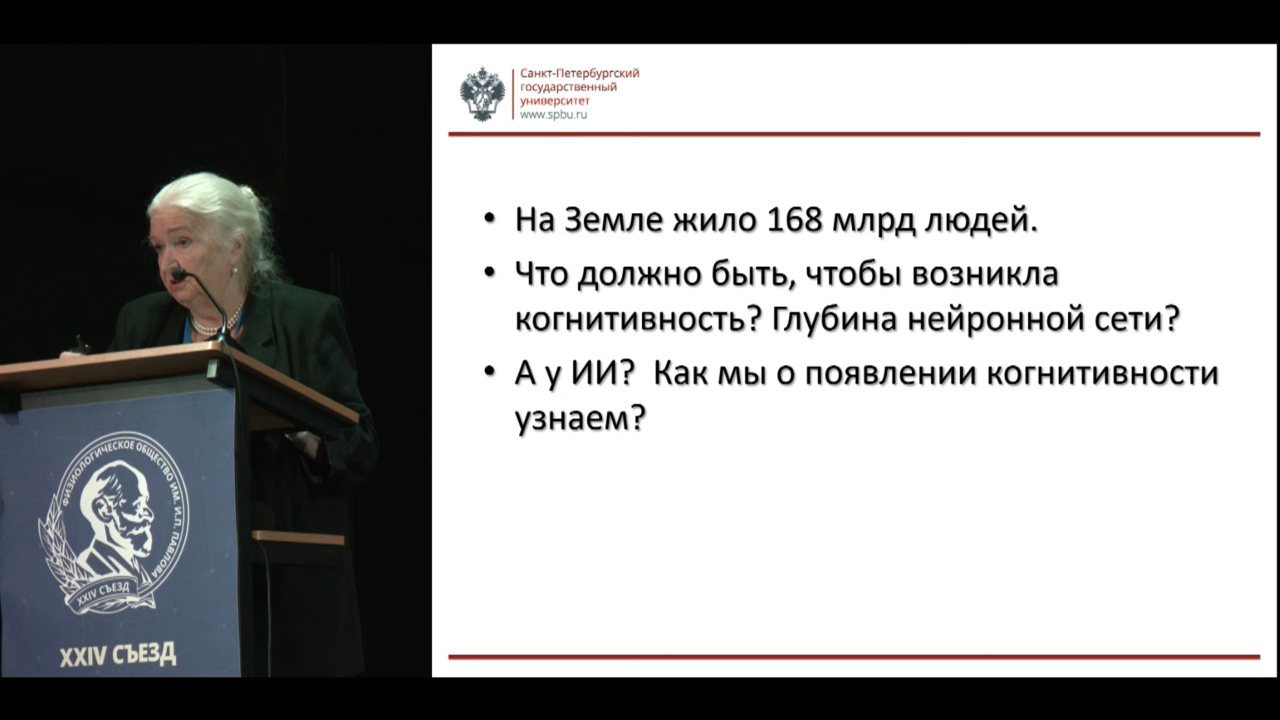 Санкт-Петербургский
государственный
университет
www.spbu.ru
• На Земле жило 168 млрд людей.
• Что должно быть, чтобы возникла
когнитивность? Глубина нейронной сети?
• А у ИИ? Как мы о появлении когнитивности
узнаем?
ФИЗИОЛОГИЧЕСКОЕ ОБЩЕСТВО ИМ. И.П. ПАВЛОВА
XXIV СЪЕЗД
XXIV СЪЕЗД